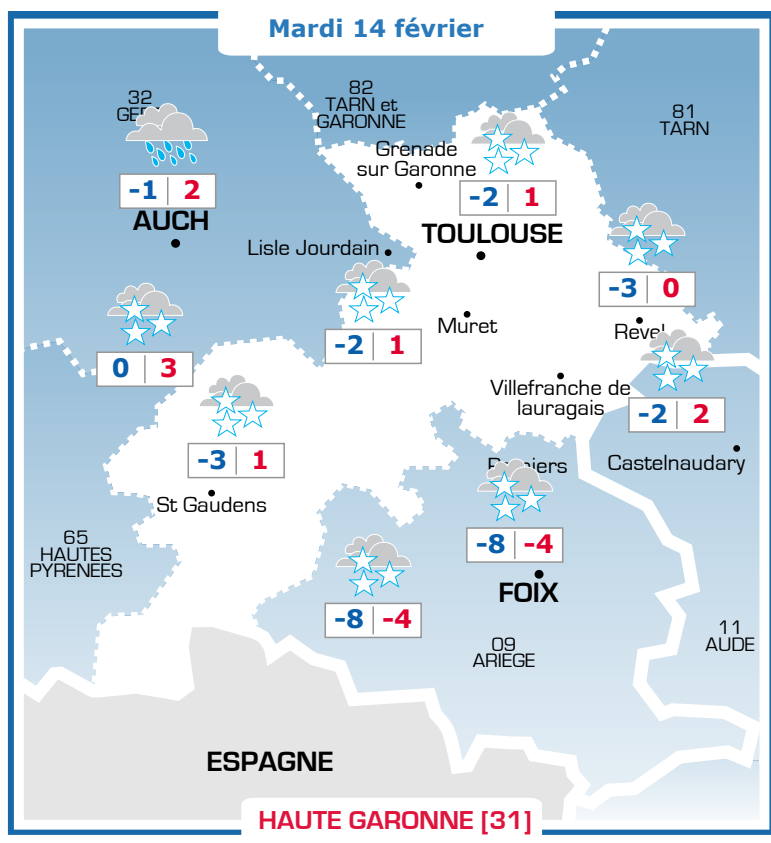 Mardi 14 février
32
82
TARN et
GARONNE
81
TARN
Grenade
sur Garonne
-1 2
-2 1
AUCH
TOULOUSE
Lisle Jourdain
-3 0
Muret
Revel
-2 1
0 3
Villefranche de
lauragais
-2 2
-3 1
Castelnaudary
St Gaudens
65
HAUTES
PYRENEES
-8 -4
FOIX
-8 -4
09
ARIEGE
11
AUDE
ESPAGNE
HAUTE GARONNE [31]